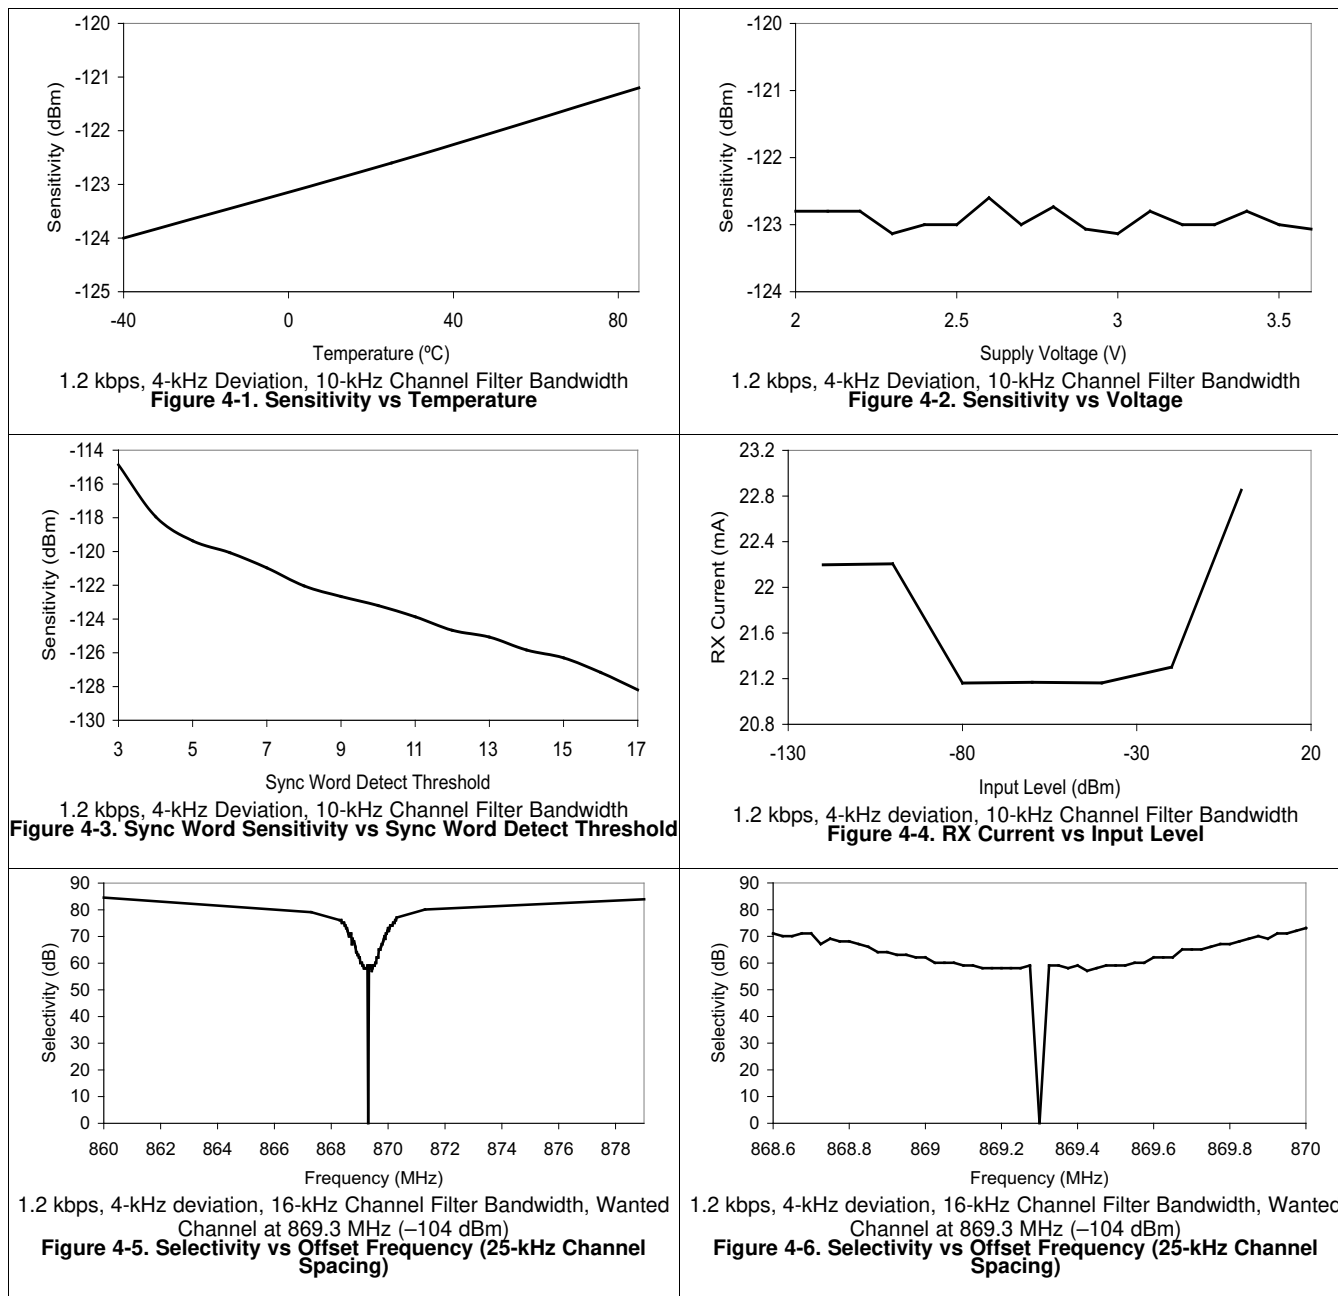 -120
-121
-122
-123
-124
-125
Sensitivity (dBm)
-40 0 40 80
Temperature (ºC)
1.2 kbps, 4-kHz Deviation, 10-kHz Channel Filter Bandwidth
Figure 4-1. Sensitivity vs Temperature
-120
-121
-122
-123
-124
Sensitivity (dBm)
2 2.5 3 3.5
Supply Voltage (V)
1.2 kbps, 4-kHz Deviation, 10-kHz Channel Filter Bandwidth
Figure 4-2. Sensitivity vs Voltage
-114
-116
-118
-120
-122
-124
-126
-128
-130
Sensitivity (dBm)
3 5 7 9 11 13 15 17
Sync Word Detect Threshold
1.2 kbps, 4-kHz Deviation, 10-kHz Channel Filter Bandwidth
Figure 4-3. Sync Word Sensitivity vs Sync Word Detect Threshold
23.2
22.8
22.4
22
21.6
21.2
20.8
RX Current (mA)
-130 -80 -30 20
Input Level (dBm)
1.2 kbps, 4-kHz deviation, 10-kHz Channel Filter Bandwidth
Figure 4-4. RX Current vs Input Level
90
80
70
60
50
40
30
20
10
0
Selectivity (dB)
860 862 864 866 868 870 872 874 876 878
Frequency (MHz)
1.2 kbps, 4-kHz deviation, 16-kHz Channel Filter Bandwidth, Wanted
Channel at 869.3 MHz (–104 dBm)
Figure 4-5. Selectivity vs Offset Frequency (25-kHz Channel
Spacing)
90
80
70
60
50
40
30
20
10
0
Selectivity (dB)
868.6 868.8 869 869.2 869.4 869.6 869.8 870
Frequency (MHz)
1.2 kbps, 4-kHz deviation, 16-kHz Channel Filter Bandwidth, Wanted
Channel at 869.3 MHz (–104 dBm)
Figure 4-6. Selectivity vs Offset Frequency (25-kHz Channel
Spacing)